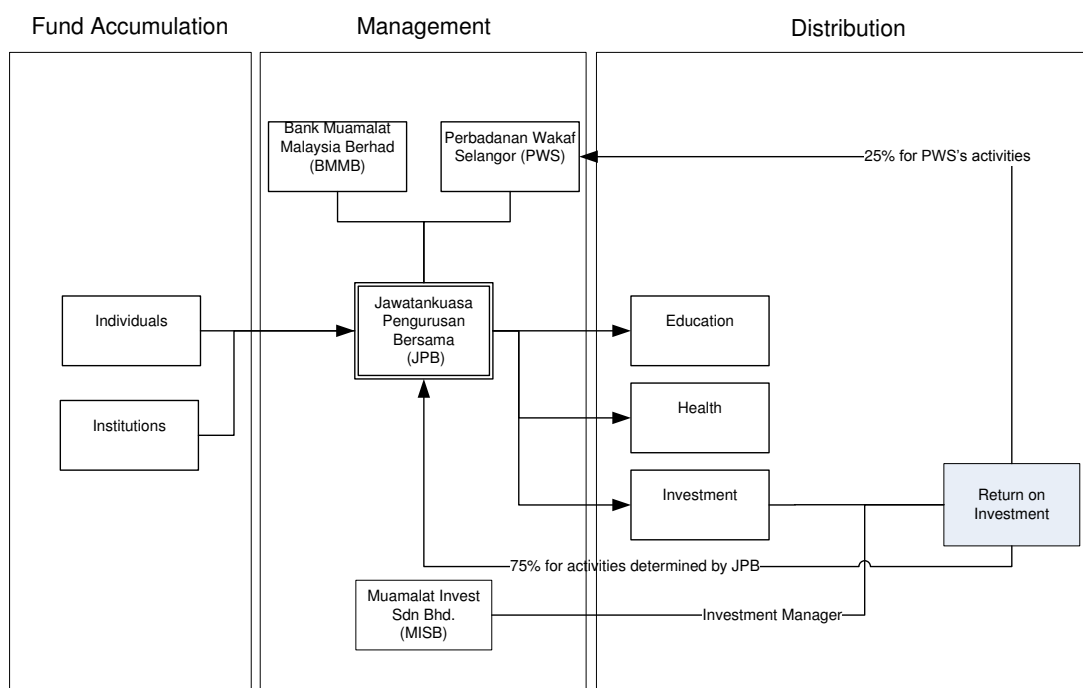 Fund Accumulation
Management
Distribution
Bank Muamalat
Malaysia Berhad
(BMMB)
Perbadanan Wakaf
Selangor (PWS)
25% for PWS's activities
Individuals
Institutions
Jawatankuasa
Pengurusan
Bersama
(JPB)
Education
Health
Investment
Return on
Investment
75% for activities determined by JPB
Muamalat Invest
Sdn Bhd.
(MISB)
Investment Manager